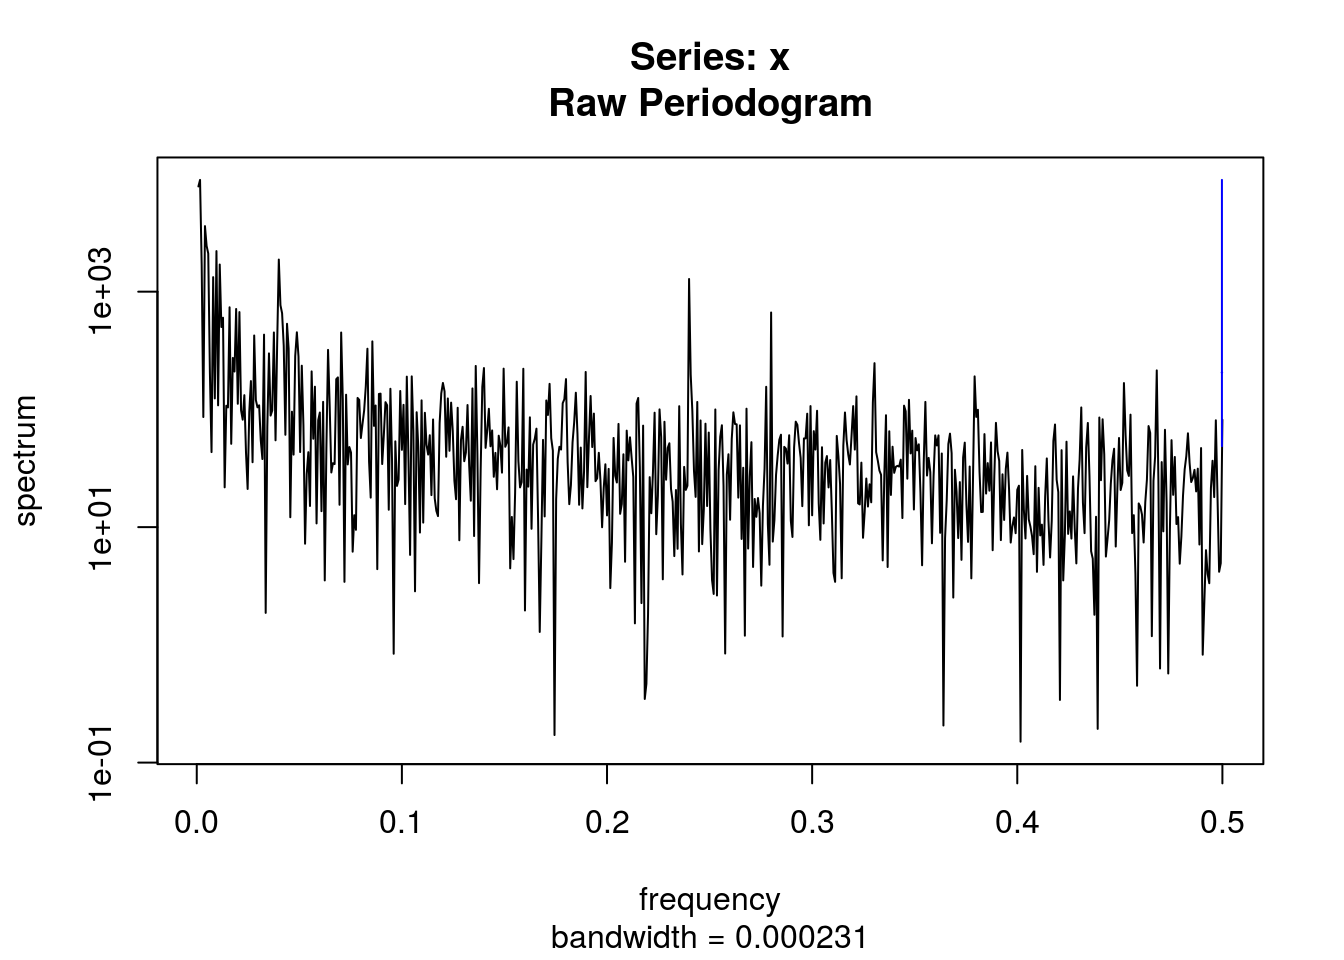 Series: x
Raw Periodogram
spectrum
1e+03
1e+01
1e-01
0.0 0.1 0.2 0.3 0.4 0.5
frequency
bandwidth = 0.000231